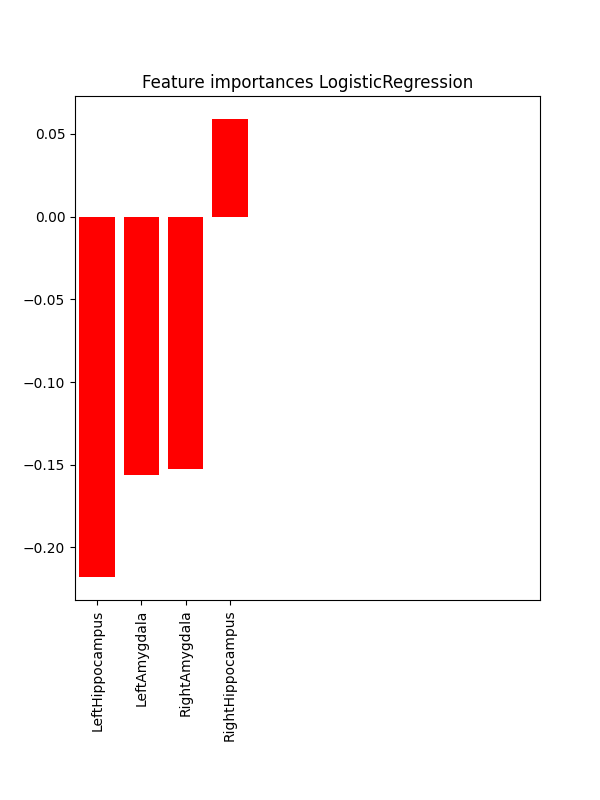 Feature importances LogisticRegression
0.05
0.00
−0.05
−0.10
−0.15
−0.20
LeftHippocampus
LeftAmygdala
RightAmygdala
RightHippocampus